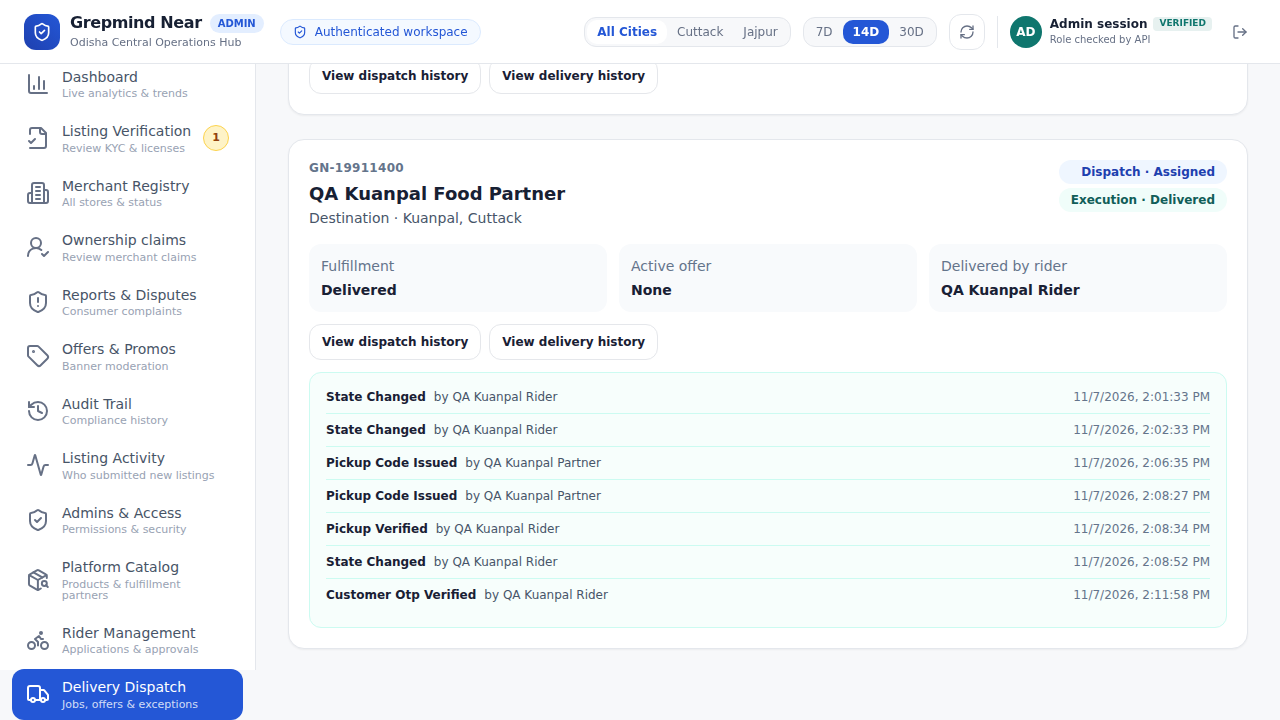 Grepmind Near ADMIN
Odisha Central Operations Hub
Authenticated workspace
All Cities Cuttack Jajpur
7D 14D 30D
AD
Admin session VERIFIED
Role checked by API
Dashboard
Live analytics & trends
Listing Verification
Review KYC & licenses
1
Merchant Registry
All stores & status
Ownership claims
Review merchant claims
Reports & Disputes
Consumer complaints
Offers & Promos
Banner moderation
Audit Trail
Compliance history
Listing Activity
Who submitted new listings
Admins & Access
Permissions & security
Platform Catalog
Products & fulfillment
partners
Rider Management
Applications & approvals
Delivery Dispatch
Jobs, offers & exceptions
View dispatch history View delivery history
GN-19911400
QA Kuanpal Food Partner
Destination · Kuanpal, Cuttack
Dispatch · Assigned
Execution · Delivered
Fulfillment
Delivered
Active offer
None
Delivered by rider
QA Kuanpal Rider
View dispatch history View delivery history
State Changed by QA Kuanpal Rider 11/7/2026, 2:01:33 PM
State Changed by QA Kuanpal Rider 11/7/2026, 2:02:33 PM
Pickup Code Issued by QA Kuanpal Partner 11/7/2026, 2:06:35 PM
Pickup Code Issued by QA Kuanpal Partner 11/7/2026, 2:08:27 PM
Pickup Verified by QA Kuanpal Rider 11/7/2026, 2:08:34 PM
State Changed by QA Kuanpal Rider 11/7/2026, 2:08:52 PM
Customer Otp Verified by QA Kuanpal Rider 11/7/2026, 2:11:58 PM